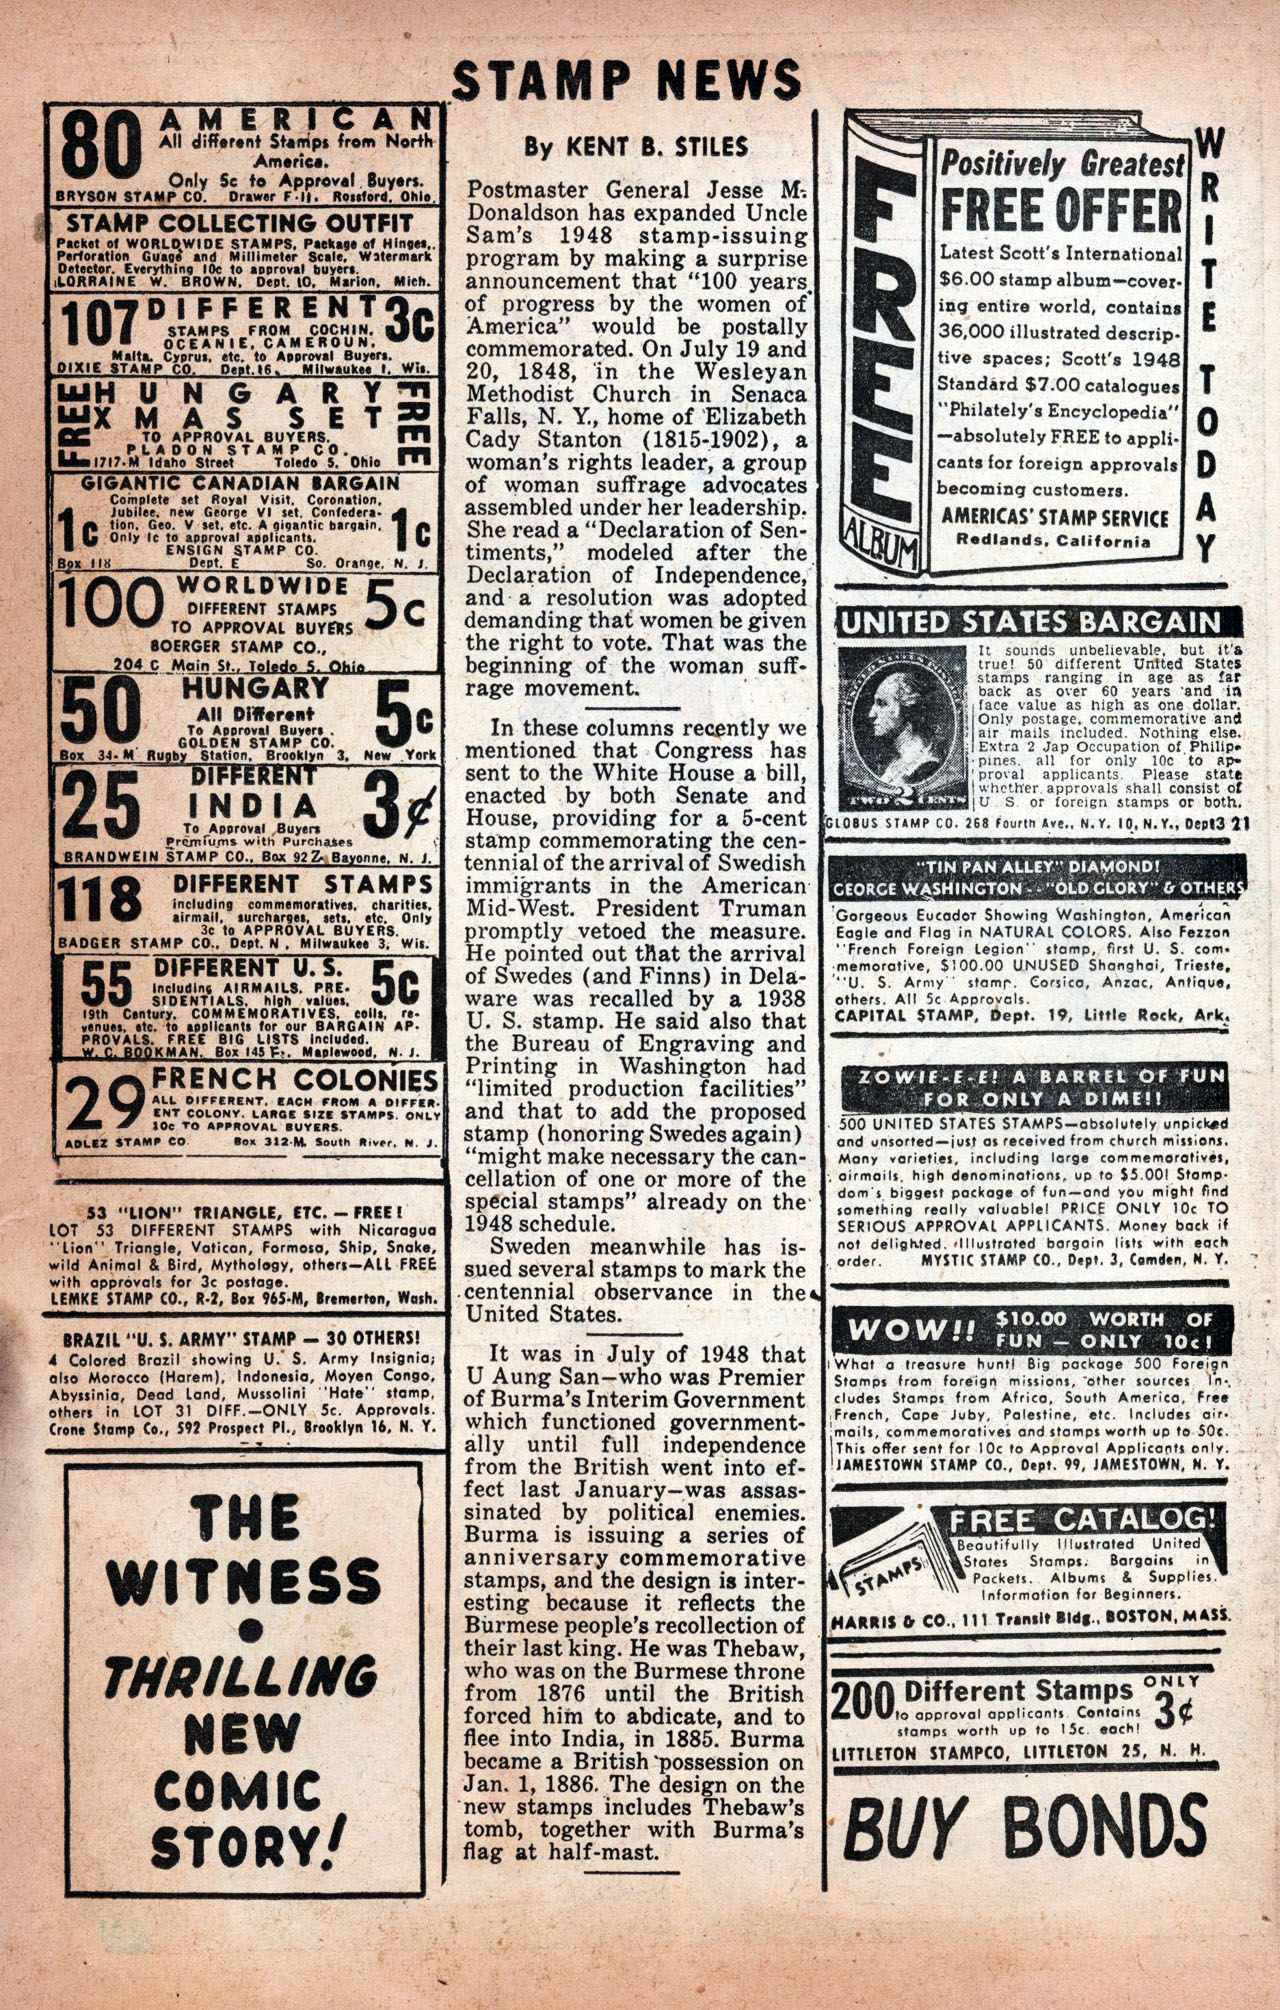 STAMP NEWS
80 AMERICAN
All different Stamps from North
America.
Only 5c to Approval Buyers.
BRYSON STAMP CO. Drawer F-11, Rossford, Ohio.
STAMP COLLECTING OUTFIT
Packet of WORLDWIDE STAMPS, Package of Hinges,
Perforation Guage and Millimeter Scale, Watermark
Detector. Everything 10c to approval buyers.
LORRAINE W. BROWN, Dept. 10, Marion, Mich.
107 DIFFERENT 3c
STAMPS FROM COCHIN,
OCEANIE, CAMEROUN,
Malta, Cyprus, etc. to Approval Buyers.
DIXIE STAMP CO. Dept. 16, Milwaukee 1, Wis.
FREE HUNGARY FREE
XMAS SET
TO APPROVAL BUYERS.
PLADON STAMP CO.
1717-M Idaho Street Toledo 5, Ohio
GIGANTIC CANADIAN BARGAIN
1c Complete set Royal Visit, Coronation, 1c
Jubilee, new George VI set, Confedera-
tion, Geo. V set, etc. A gigantic bargain.
Only 1c to approval applicants.
ENSIGN STAMP CO.
Box 118 Dept. E So. Orange, N. J.
100 WORLDWIDE 5c
DIFFERENT STAMPS
TO APPROVAL BUYERS
BOERGER STAMP CO.,
204 C Main St., Toledo 5, Ohio
50 HUNGARY 5c
All Different
To Approval Buyers
GOLDEN STAMP CO.
Box 34-M Rugby Station, Brooklyn 3, New York
25 DIFFERENT 3¢
INDIA
To Approval Buyers
Premiums with Purchases
BRANDWEIN STAMP CO., Box 92Z Bayonne, N. J.
118 DIFFERENT STAMPS
including commemoratives, charities,
airmail, surcharges, sets, etc. Only
3c to APPROVAL BUYERS.
BADGER STAMP CO., Dept. N, Milwaukee 3, Wis.
55 DIFFERENT U.S. 5c
Including AIRMAILS, PRE-
SIDENTIALS, high values,
19th Century, COMMEMORATIVES, coils, re-
venues, etc. to applicants for our BARGAIN AP-
PROVALS. FREE BIG LISTS included.
W. C. BOOKMAN, Box 145 F., Maplewood, N. J.
29 FRENCH COLONIES
ALL DIFFERENT, EACH FROM A DIFFER-
ENT COLONY. LARGE SIZE STAMPS. ONLY
10c TO APPROVAL BUYERS.
ADLEZ STAMP CO Box 312-M, South River, N. J.
53 "LION" TRIANGLE, ETC. — FREE!
LOT 53 DIFFERENT STAMPS with Nicaragua
"Lion" Triangle, Vatican, Formosa, Ship, Snake,
wild Animal & Bird, Mythology, others—ALL FREE
with approvals for 3c postage.
LEMKE STAMP CO., R-2, Box 965-M, Bremerton, Wash.
BRAZIL "U. S. ARMY" STAMP — 30 OTHERS!
4 Colored Brazil showing U. S. Army Insignia;
also Morocco (Harem), Indonesia, Moyen Congo,
Abyssinia, Dead Land, Mussolini "Hate" stamp,
others in LOT 31 DIFF.—ONLY 5c. Approvals.
Crone Stamp Co., 592 Prospect Pl., Brooklyn 16, N. Y.
THE
WITNESS
•
THRILLING
NEW
COMIC
STORY!
By KENT B. STILES
Postmaster General Jesse M.
Donaldson has expanded Uncle
Sam's 1948 stamp-issuing
program by making a surprise
announcement that "100 years
of progress by the women of
America" would be postally
commemorated. On July 19 and
20, 1848, in the Wesleyan
Methodist Church in Senaca
Falls, N. Y., home of Elizabeth
Cady Stanton (1815-1902), a
woman's rights leader, a group
of woman suffrage advocates
assembled under her leadership.
She read a "Declaration of Sen-
timents," modeled after the
Declaration of Independence,
and a resolution was adopted
demanding that women be given
the right to vote. That was the
beginning of the woman suff-
rage movement.
In these columns recently we
mentioned that Congress has
sent to the White House a bill,
enacted by both Senate and
House, providing for a 5-cent
stamp commemorating the cen-
tennial of the arrival of Swedish
immigrants in the American
Mid-West. President Truman
promptly vetoed the measure.
He pointed out that the arrival
of Swedes (and Finns) in Dela-
ware was recalled by a 1938
U. S. stamp. He said also that
the Bureau of Engraving and
Printing in Washington had
"limited production facilities"
and that to add the proposed
stamp (honoring Swedes again)
"might make necessary the can-
cellation of one or more of the
special stamps" already on the
1948 schedule.
Sweden meanwhile has is-
sued several stamps to mark the
centennial observance in the
United States.
It was in July of 1948 that
U Aung San—who was Premier
of Burma's Interim Government
which functioned government-
ally until full independence
from the British went into ef-
fect last January—was assas-
sinated by political enemies.
Burma is issuing a series of
anniversary commemorative
stamps, and the design is inter-
esting because it reflects the
Burmese people's recollection of
their last king. He was Thebaw,
who was on the Burmese throne
from 1876 until the British
forced him to abdicate, and to
flee into India, in 1885. Burma
became a British possession on
Jan. 1, 1886. The design on the
new stamps includes Thebaw's
tomb, together with Burma's
flag at half-mast.
FREE
ALBUM
Positively Greatest
FREE OFFER
Latest Scott's International
$6.00 stamp album—cover-
ing entire world, contains
36,000 illustrated descrip-
tive spaces; Scott's 1948
Standard $7.00 catalogues
"Philately's Encyclopedia"
—absolutely FREE to appli-
cants for foreign approvals
becoming customers.
AMERICAS' STAMP SERVICE
Redlands, California
WRITE TODAY
UNITED STATES BARGAIN
UNITED STATES POSTAGE
TWO 2 CENTS
It sounds unbelievable, but it's
true! 50 different United States
stamps ranging in age as far
back as over 60 years and in
face value as high as one dollar.
Only postage, commemorative and
air mails included. Nothing else.
Extra 2 Jap Occupation of Philip-
pines, all for only 10c to ap-
proval applicants. Please state
whether approvals shall consist of
U. S. or foreign stamps or both.
GLOBUS STAMP CO. 268 Fourth Ave., N. Y. 10, N.Y., Dept 321
"TIN PAN ALLEY" DIAMOND!
GEORGE WASHINGTON--"OLD GLORY" & OTHERS
Gorgeous Eucador Showing Washington, American
Eagle and Flag in NATURAL COLORS. Also Fezzan
"French Foreign Legion" stamp, first U. S. com-
memorative, $100.00 UNUSED Shanghai, Trieste,
"U. S. Army" stamp. Corsica, Anzac, Antique,
others. All 5c Approvals.
CAPITAL STAMP, Dept. 19, Little Rock, Ark.
ZOWIE-E-E! A BARREL OF FUN
FOR ONLY A DIME!!
500 UNITED STATES STAMPS—absolutely unpicked
and unsorted—just as received from church missions.
Many varieties, including large commemoratives,
airmails, high denominations, up to $5.00! Stamp-
dom's biggest package of fun—and you might find
something really valuable! PRICE ONLY 10c TO
SERIOUS APPROVAL APPLICANTS. Money back if
not delighted. Illustrated bargain lists with each
order. MYSTIC STAMP CO., Dept. 3, Camden, N. Y.
WOW!! $10.00 WORTH OF
FUN — ONLY 10c!
What a treasure hunt! Big package 500 Foreign
Stamps from foreign missions, other sources In-
cludes Stamps from Africa, South America, Free
French, Cape Juby, Palestine, etc. Includes air-
mails, commemoratives and stamps worth up to 50c.
This offer sent for 10c to Approval Applicants only.
JAMESTOWN STAMP CO., Dept. 99, JAMESTOWN, N. Y.
STAMPS
FREE CATALOG!
Beautifully Illustrated United
States Stamps. Bargains in
Packets. Albums & Supplies.
Information for Beginners.
HARRIS & CO., 111 Transit Bldg., BOSTON, MASS.
200 Different Stamps ONLY 3¢
to approval applicants. Contains
stamps worth up to 15c. each!
LITTLETON STAMPCO, LITTLETON 25, N. H.
BUY BONDS